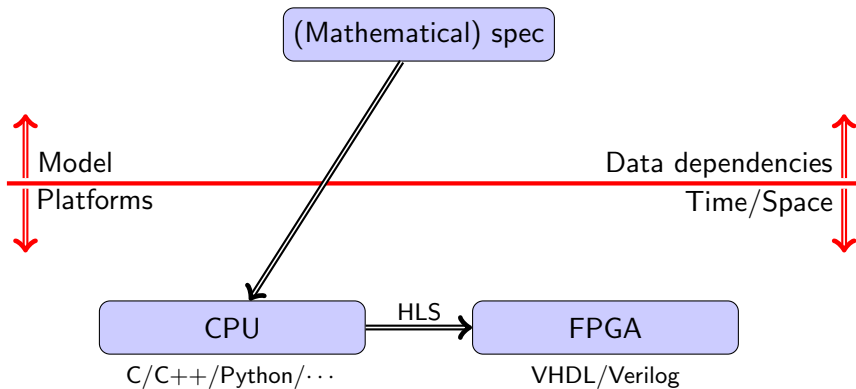 (Mathematical) spec
Model
Data dependencies
Platforms
Time/Space
HLS
CPU
FPGA
C/C++/Python/···
VHDL/Verilog